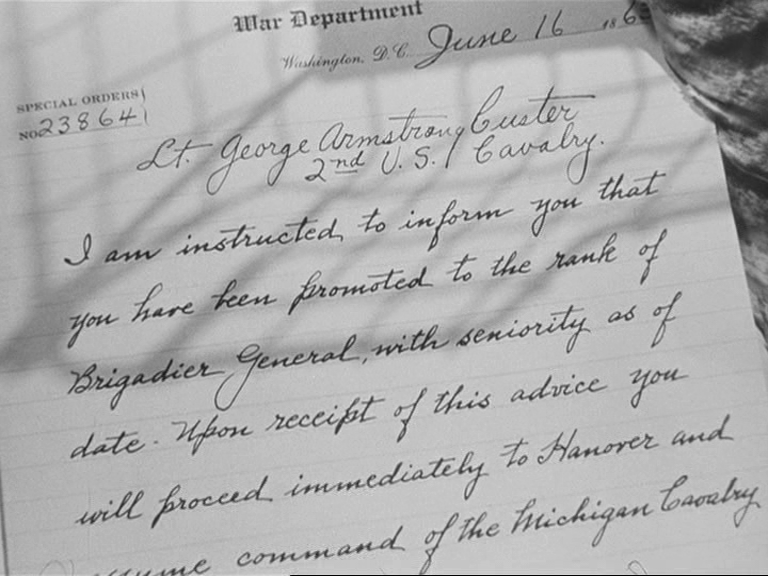 War Department
Washington, D.C. June 16
SPECIAL ORDERS
No 238641
Lt. George Armstrong Custer
2nd U.S. Cavalry.
I am instructed to inform you that
you have been promoted to the rank of
Brigadier General, with seniority as of
date. Upon receipt of this advice you
will proceed immediately to Hanover and
command of the Michigan Cavalry